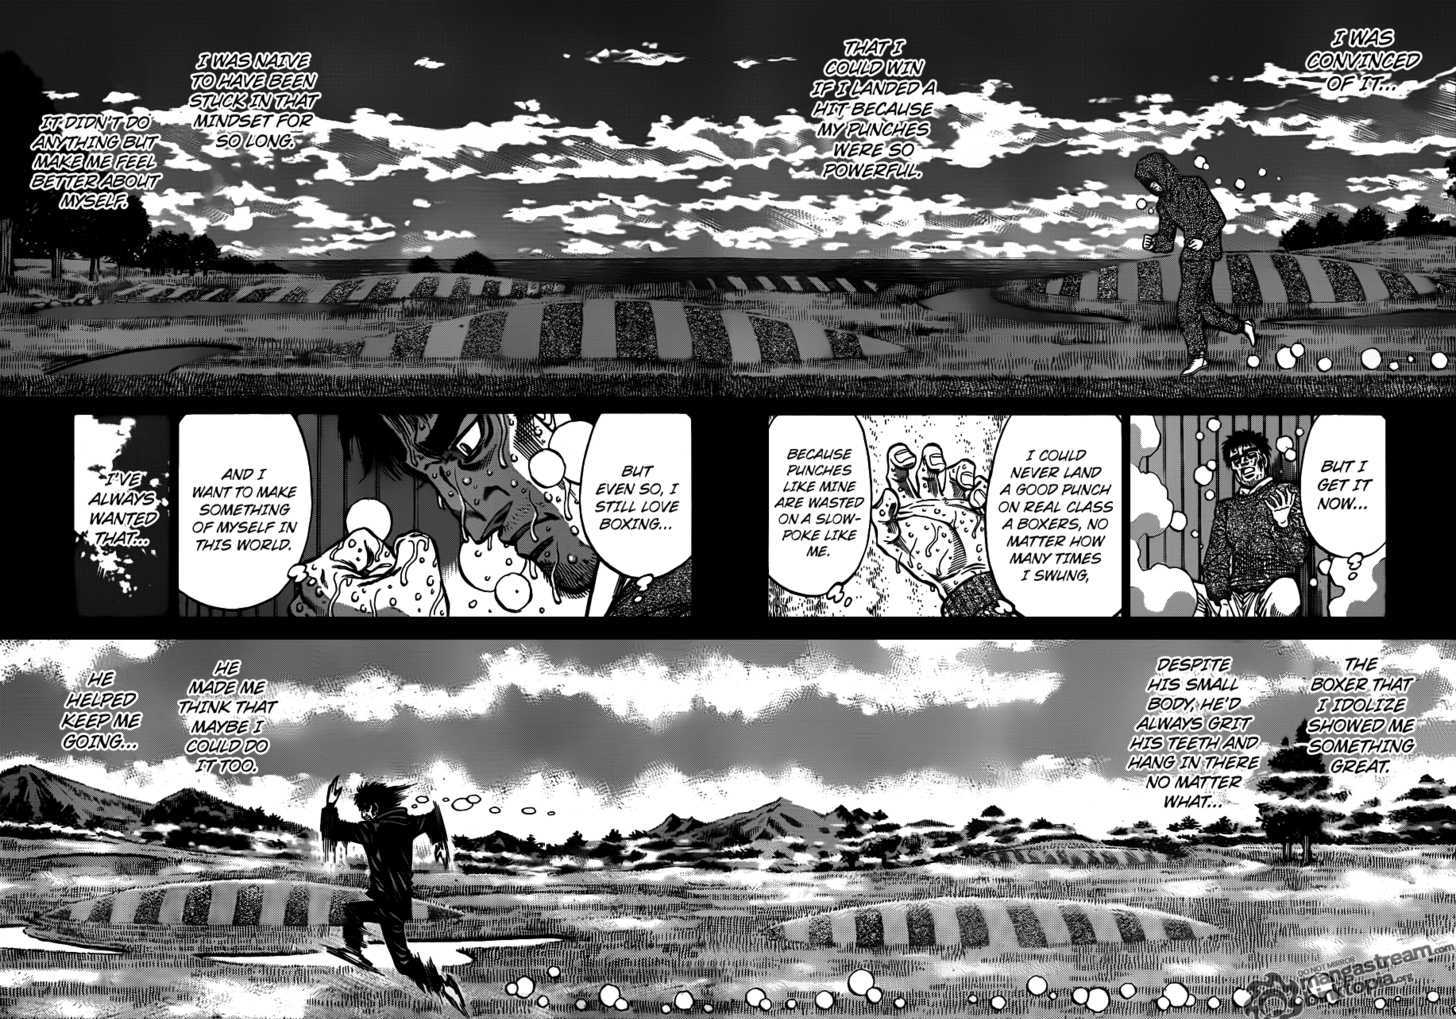 I WAS
CONVINCED
OF IT...
THAT I
COULD WIN
IF I LANDED A
HIT BECAUSE
MY PUNCHES
WERE SO
POWERFUL.
I WAS NAIVE
TO HAVE BEEN
STUCK IN THAT
MINDSET FOR
SO LONG.
IT DIDN'T DO
ANYTHING BUT
MAKE ME FEEL
BETTER ABOUT
MYSELF.
BUT I
GET IT
NOW...
I COULD
NEVER LAND
A GOOD PUNCH
ON REAL CLASS
A BOXERS, NO
MATTER HOW
MANY TIMES
I SWUNG,
BECAUSE
PUNCHES
LIKE MINE
ARE WASTED
ON A SLOW-
POKE LIKE
ME.
BUT
EVEN SO, I
STILL LOVE
BOXING...
AND I
WANT TO MAKE
SOMETHING
OF MYSELF IN
THIS WORLD.
I'VE
ALWAYS
WANTED
THAT...
THE
BOXER THAT
I IDOLIZE
SHOWED ME
SOMETHING
GREAT.
DESPITE
HIS SMALL
BODY, HE'D
ALWAYS GRIT
HIS TEETH AND
HANG IN THERE
NO MATTER
WHAT...
HE
MADE ME
THINK THAT
MAYBE I
COULD DO
IT TOO.
HE
HELPED
KEEP ME
GOING...
DO NOT MIRROR
mangastream.com
binktopia.org